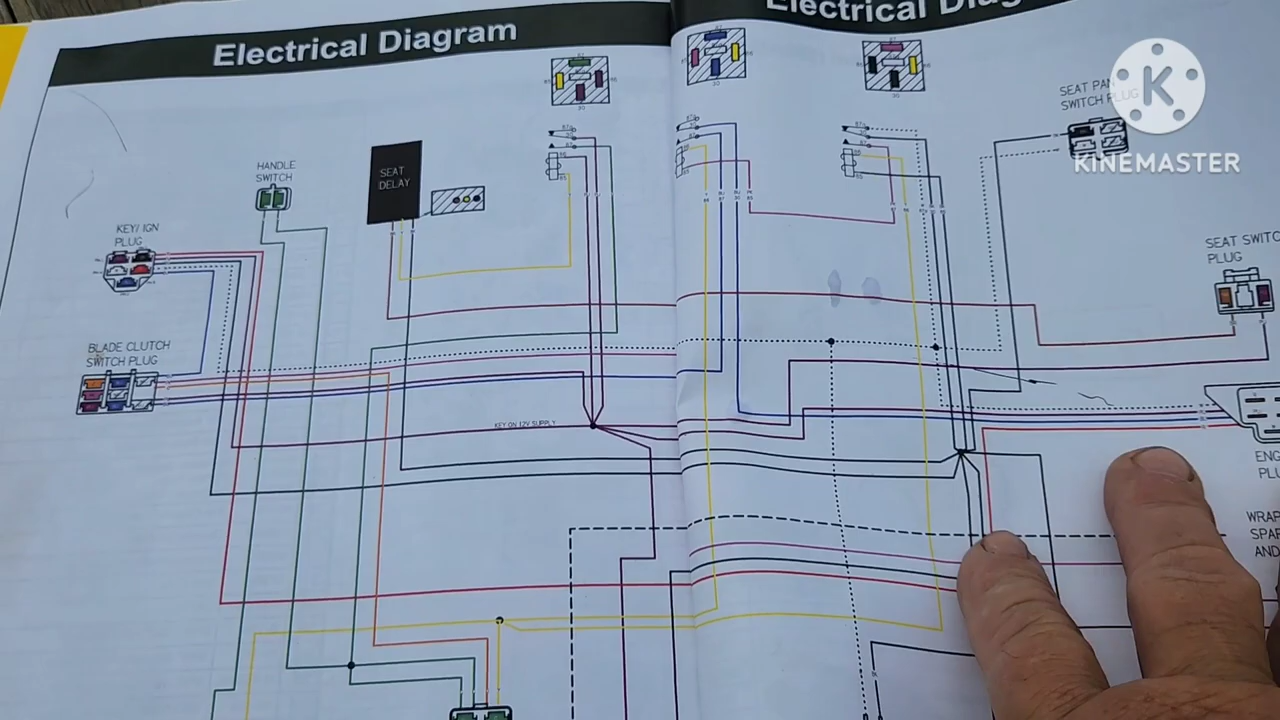 Electrical Diagram
Electrical Diag
SEAT PAN
SWITCH PLUG
K
KINEMASTER
HANDLE
SWITCH
SEAT
DELAY
KEY/ IGN
PLUG
SEAT SWITC
PLUG
BLADE CLUTCH
SWITCH PLUG
KEY ON 12V SUPPLY
ENG
PLU
WRAP
SPAR
AND